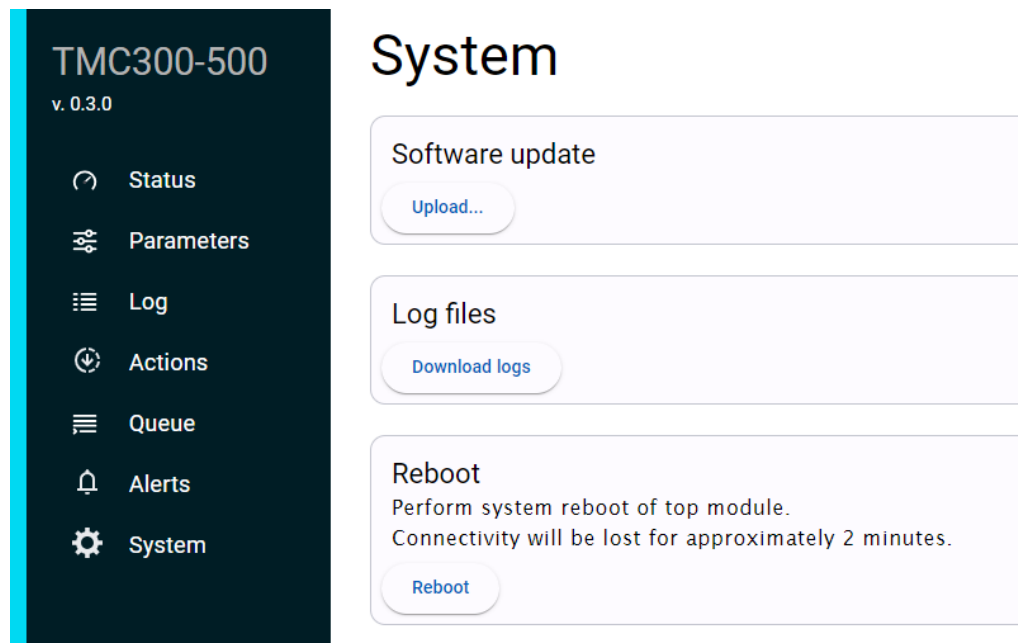 TMC300-500
v. 0.3.0
Status
Parameters
Log
Actions
Queue
Alerts
System
System
Software update
Upload...
Log files
Download logs
Reboot
Perform system reboot of top module.
Connectivity will be lost for approximately 2 minutes.
Reboot